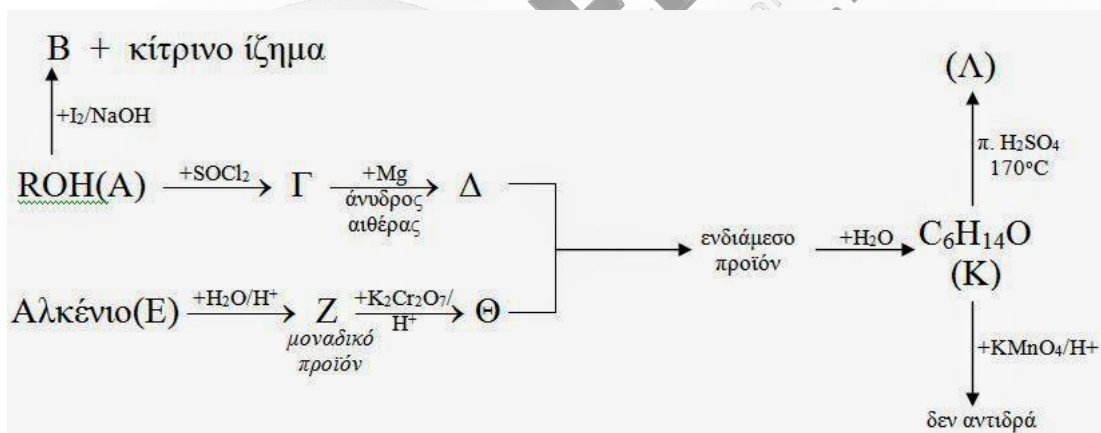 Β + κίτρινο ίζημα
+I₂/NaOH
ROH(A) +SOCl₂ Γ +Mg Δ
άνυδρος
αιθέρας
Αλκένιο(Ε) +H₂O/H⁺ Ζ +K₂Cr₂O₇/ Θ
H⁺
μοναδικό
προϊόν
ενδιάμεσο
προϊόν
+H₂O
(Λ)
π. H₂SO₄
170°C
C₆H₁₄O
(Κ)
+KMnO₄/H+
δεν αντιδρά